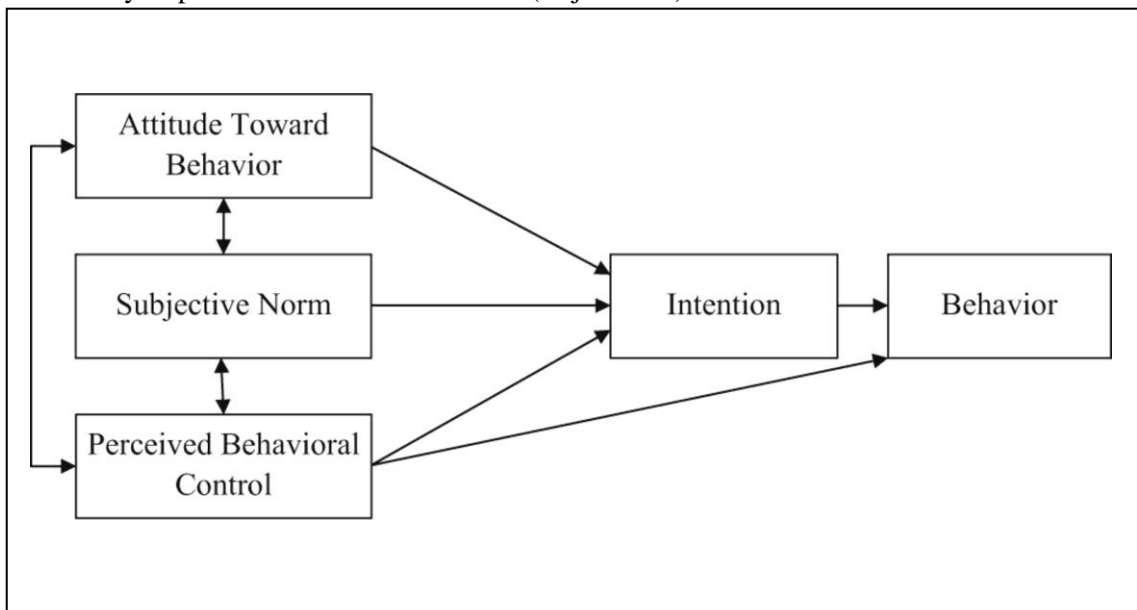 Attitude Toward
Behavior
Subjective Norm
Intention
Behavior
Perceived Behavioral
Control